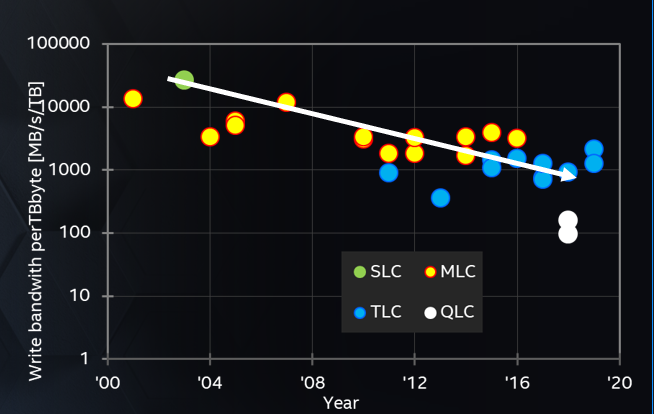 Write bandwith perTBbyte [MB/s/TB]
100000
10000
1000
100
10
1
SLC MLC
TLC QLC
'00 '04 '08 '12 '16 '20
Year